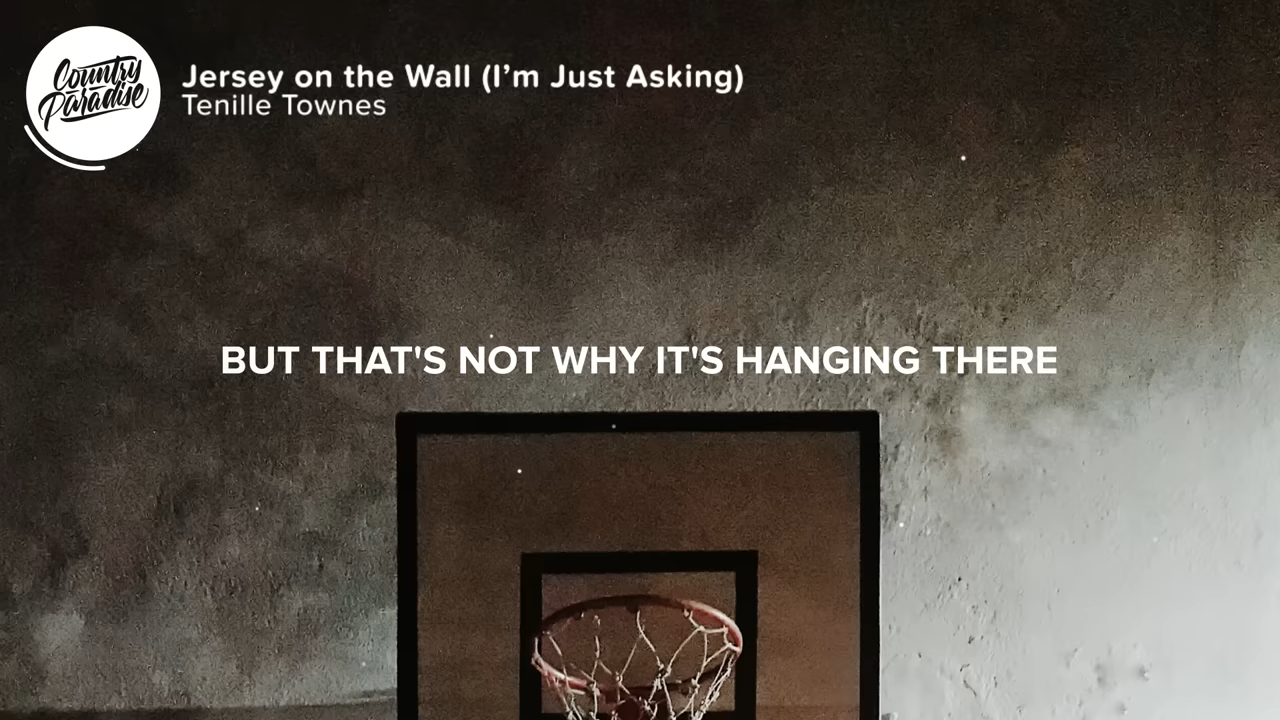 Country
Paradise
Jersey on the Wall (I’m Just Asking)
Tenille Townes
BUT THAT'S NOT WHY IT'S HANGING THERE